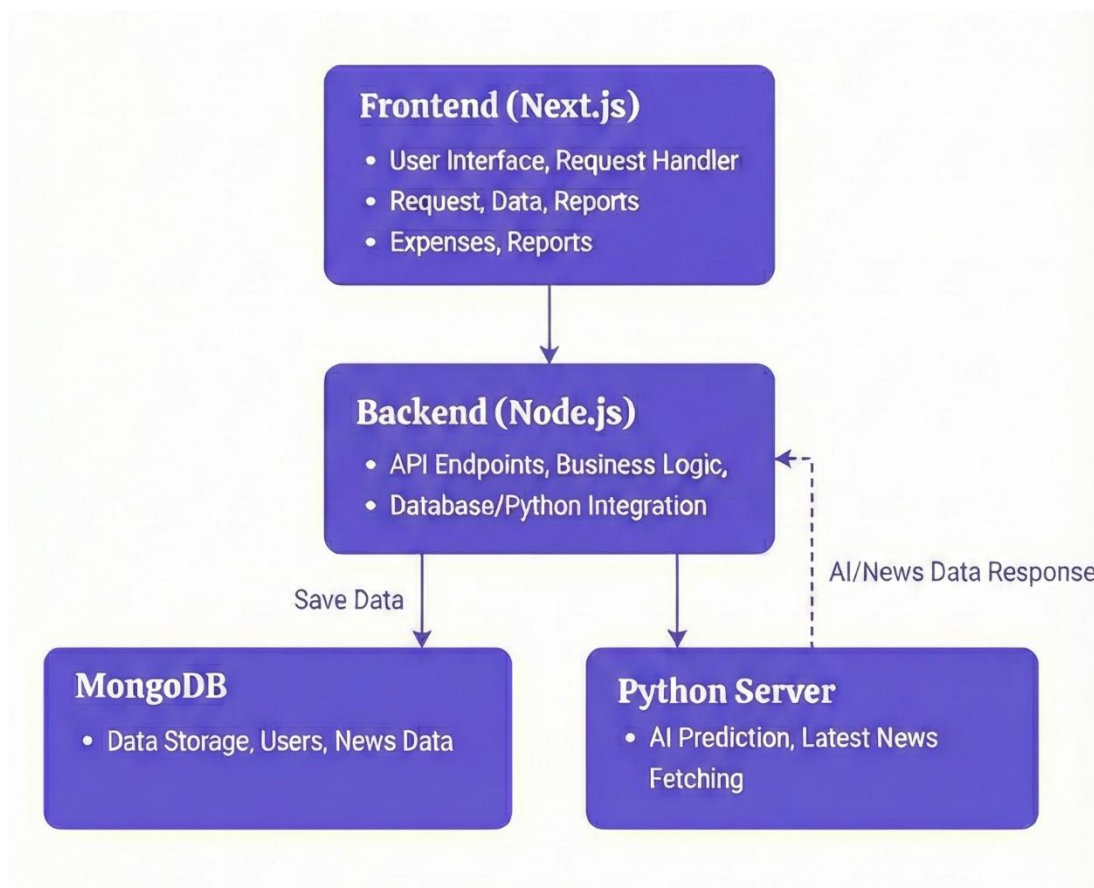 Frontend (Next.js)
• User Interface, Request Handler
• Request, Data, Reports
• Expenses, Reports
Backend (Node.js)
• API Endpoints, Business Logic,
• Database/Python Integration
Save Data
AI/News Data Response
MongoDB
• Data Storage, Users, News Data
Python Server
• AI Prediction, Latest News
Fetching